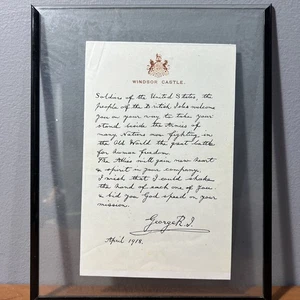 WINDSOR CASTLE.
Soldiers of the United States, the
people of the British Isles welcome
you on your way to take your
stand beside the Armies of
many Nations now fighting in
the Old World the great battle
for human freedom.
The Allies will gain new heart
& spirit in your company.
I wish that I could shake
the hand of each one of you
& bid you God speed on your
mission.
George R.I.
April 1918.